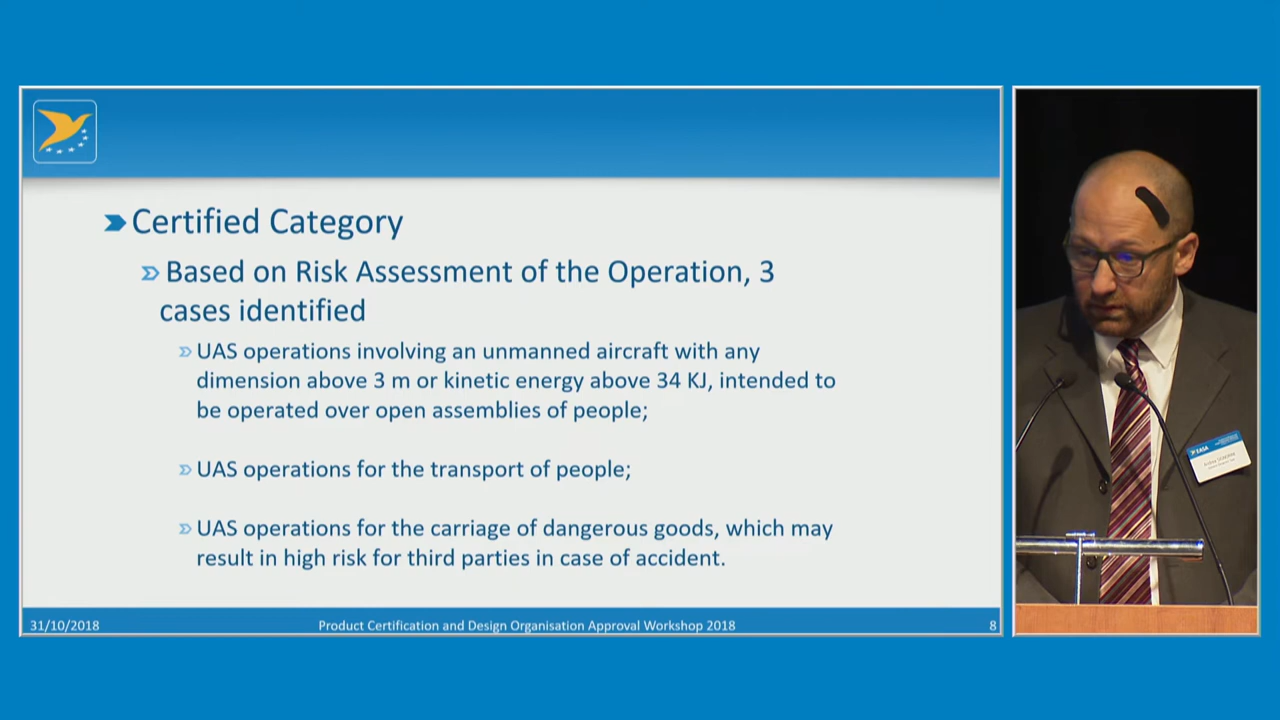 Certified Category
Based on Risk Assessment of the Operation, 3
cases identified
UAS operations involving an unmanned aircraft with any
dimension above 3 m or kinetic energy above 34 KJ, intended to
be operated over open assemblies of people;
UAS operations for the transport of people;
UAS operations for the carriage of dangerous goods, which may
result in high risk for third parties in case of accident.
31/10/2018
Product Certification and Design Organisation Approval Workshop 2018
8
EASA